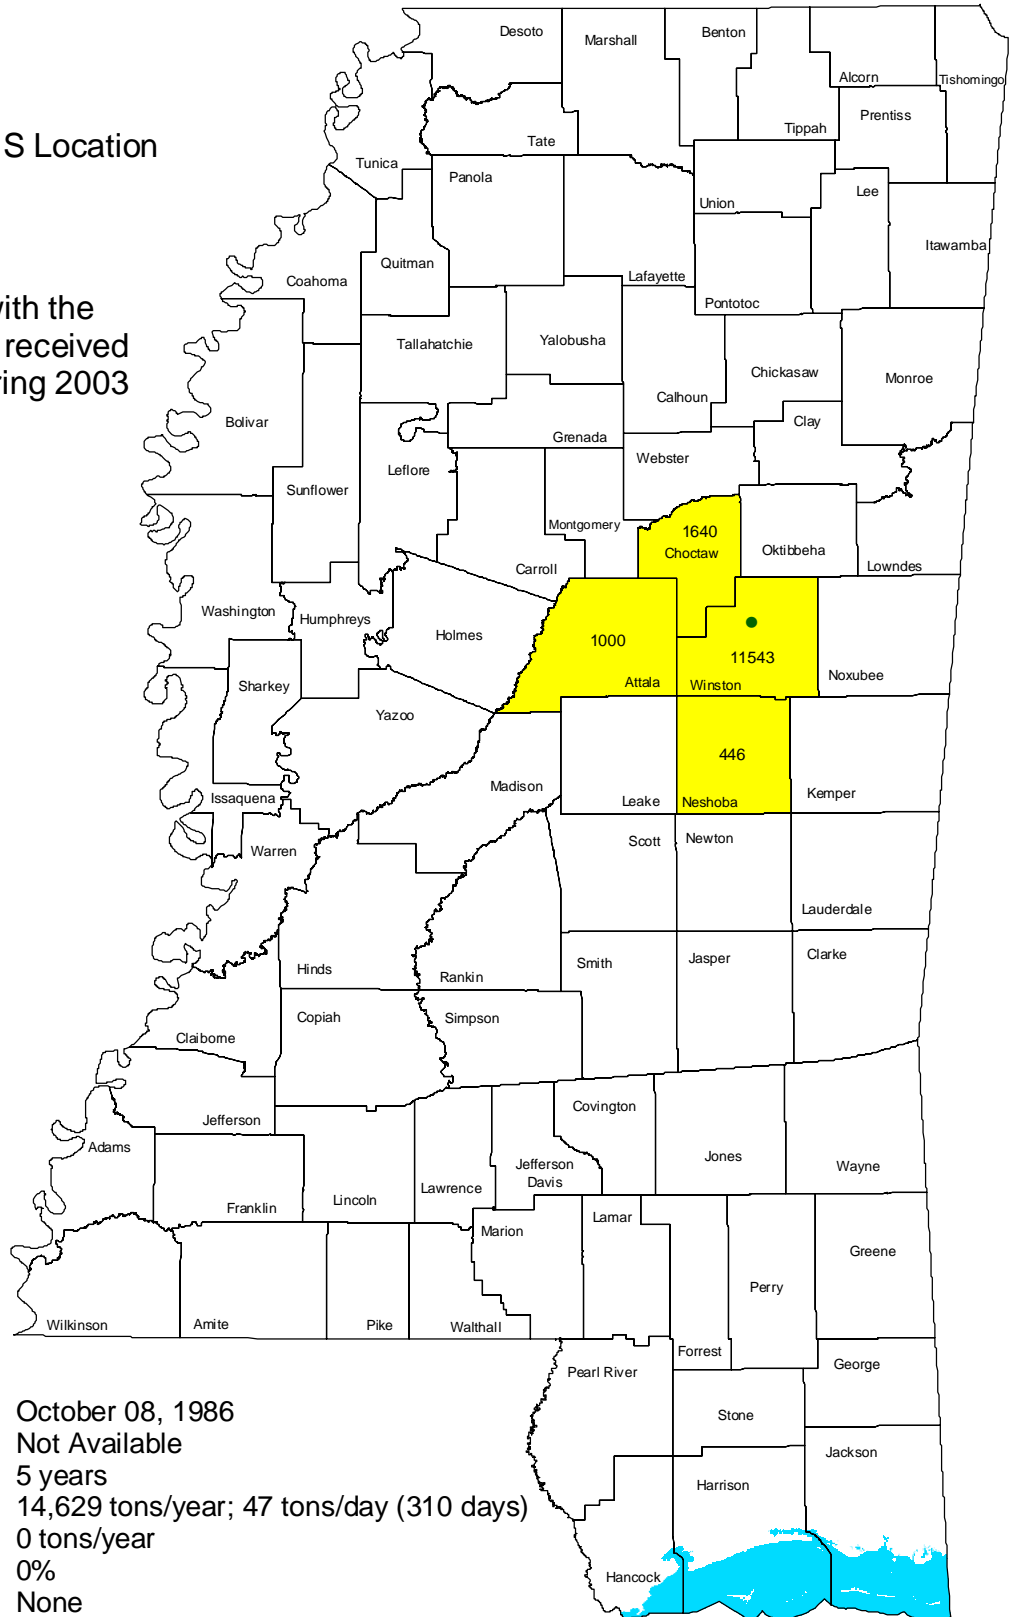 Desoto
Marshall
Benton
Alcorn
Tishomingo
Prentiss
Tippah
S Location
Tate
Tunica
Panola
Lee
Union
Itawamba
Quitman
Coahoma
Lafayette
Pontotoc
with the
received
ring 2003
Tallahatchie
Yalobusha
Chickasaw
Monroe
Calhoun
Bolivar
Clay
Grenada
Webster
Leflore
Sunflower
Montgomery
1640
Choctaw
Oktibbeha
Lowndes
Carroll
Washington
Humphreys
Holmes
1000
11543
Attala
Winston
Noxubee
Sharkey
Yazoo
446
Madison
Issaquena
Leake
Neshoba
Kemper
Warren
Scott
Newton
Lauderdale
Hinds
Rankin
Smith
Jasper
Clarke
Copiah
Simpson
Claiborne
Jefferson
Covington
Adams
Jefferson
Davis
Jones
Wayne
Franklin
Lincoln
Lawrence
Marion
Lamar
Greene
Perry
Wilkinson
Amite
Pike
Walthall
Forrest
George
Pearl River
Stone
Jackson
Harrison
Hancock
October 08, 1986
Not Available
5 years
14,629 tons/year; 47 tons/day (310 days)
0 tons/year
0%
None